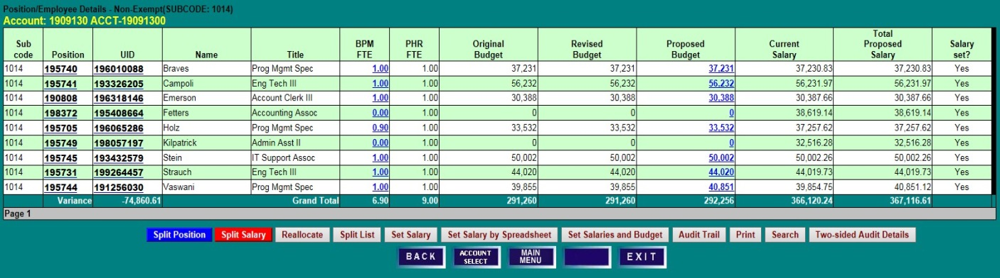 Position/Employee Details - Non-Exempt(SUBCODE: 1014)
Account: 1909130 ACCT-19091300
Sub code Position UID Name Title BPM FTE PHR FTE Original Budget Revised Budget Proposed Budget Current Salary Total Proposed Salary Salary set?
1014 195740 196010088 Braves Prog Mgmt Spec 1.00 1.00 37,231 37,231 37,231 37,230.83 37,230.83 Yes
1014 195741 193326205 Campoli Eng Tech III 1.00 1.00 56,232 56,232 56,232 56,231.97 56,231.97 Yes
1014 190808 196318146 Emerson Account Clerk III 1.00 1.00 30,388 30,388 30,388 30,387.66 30,387.66 Yes
1014 198372 195408664 Fetters Accounting Assoc 0.00 1.00 0 0 0 38,619.14 38,619.14 Yes
1014 195705 196065286 Holz Prog Mgmt Spec 0.90 1.00 33,532 33,532 33,532 37,257.62 37,257.62 Yes
1014 195749 198057197 Kilpatrick Admin Asst II 0.00 1.00 0 0 0 32,516.28 32,516.28 Yes
1014 195745 193432579 Stein IT Support Assoc 1.00 1.00 50,002 50,002 50,002 50,002.26 50,002.26 Yes
1014 195731 199264457 Strauch Eng Tech III 1.00 1.00 44,020 44,020 44,020 44,019.73 44,019.73 Yes
1014 195744 191256030 Vaswani Prog Mgmt Spec 1.00 1.00 39,855 39,855 40,851 39,854.75 40,851.12 Yes
Variance -74,860.61 Grand Total 6.90 9.00 291,260 291,260 292,256 366,120.24 367,116.61
Page 1
Split Position Split Salary Reallocate Split List Set Salary Set Salary by Spreadsheet Set Salaries and Budget Audit Trail Print Search Two-sided Audit Details
BACK ACCOUNT SELECT MAIN MENU EXIT